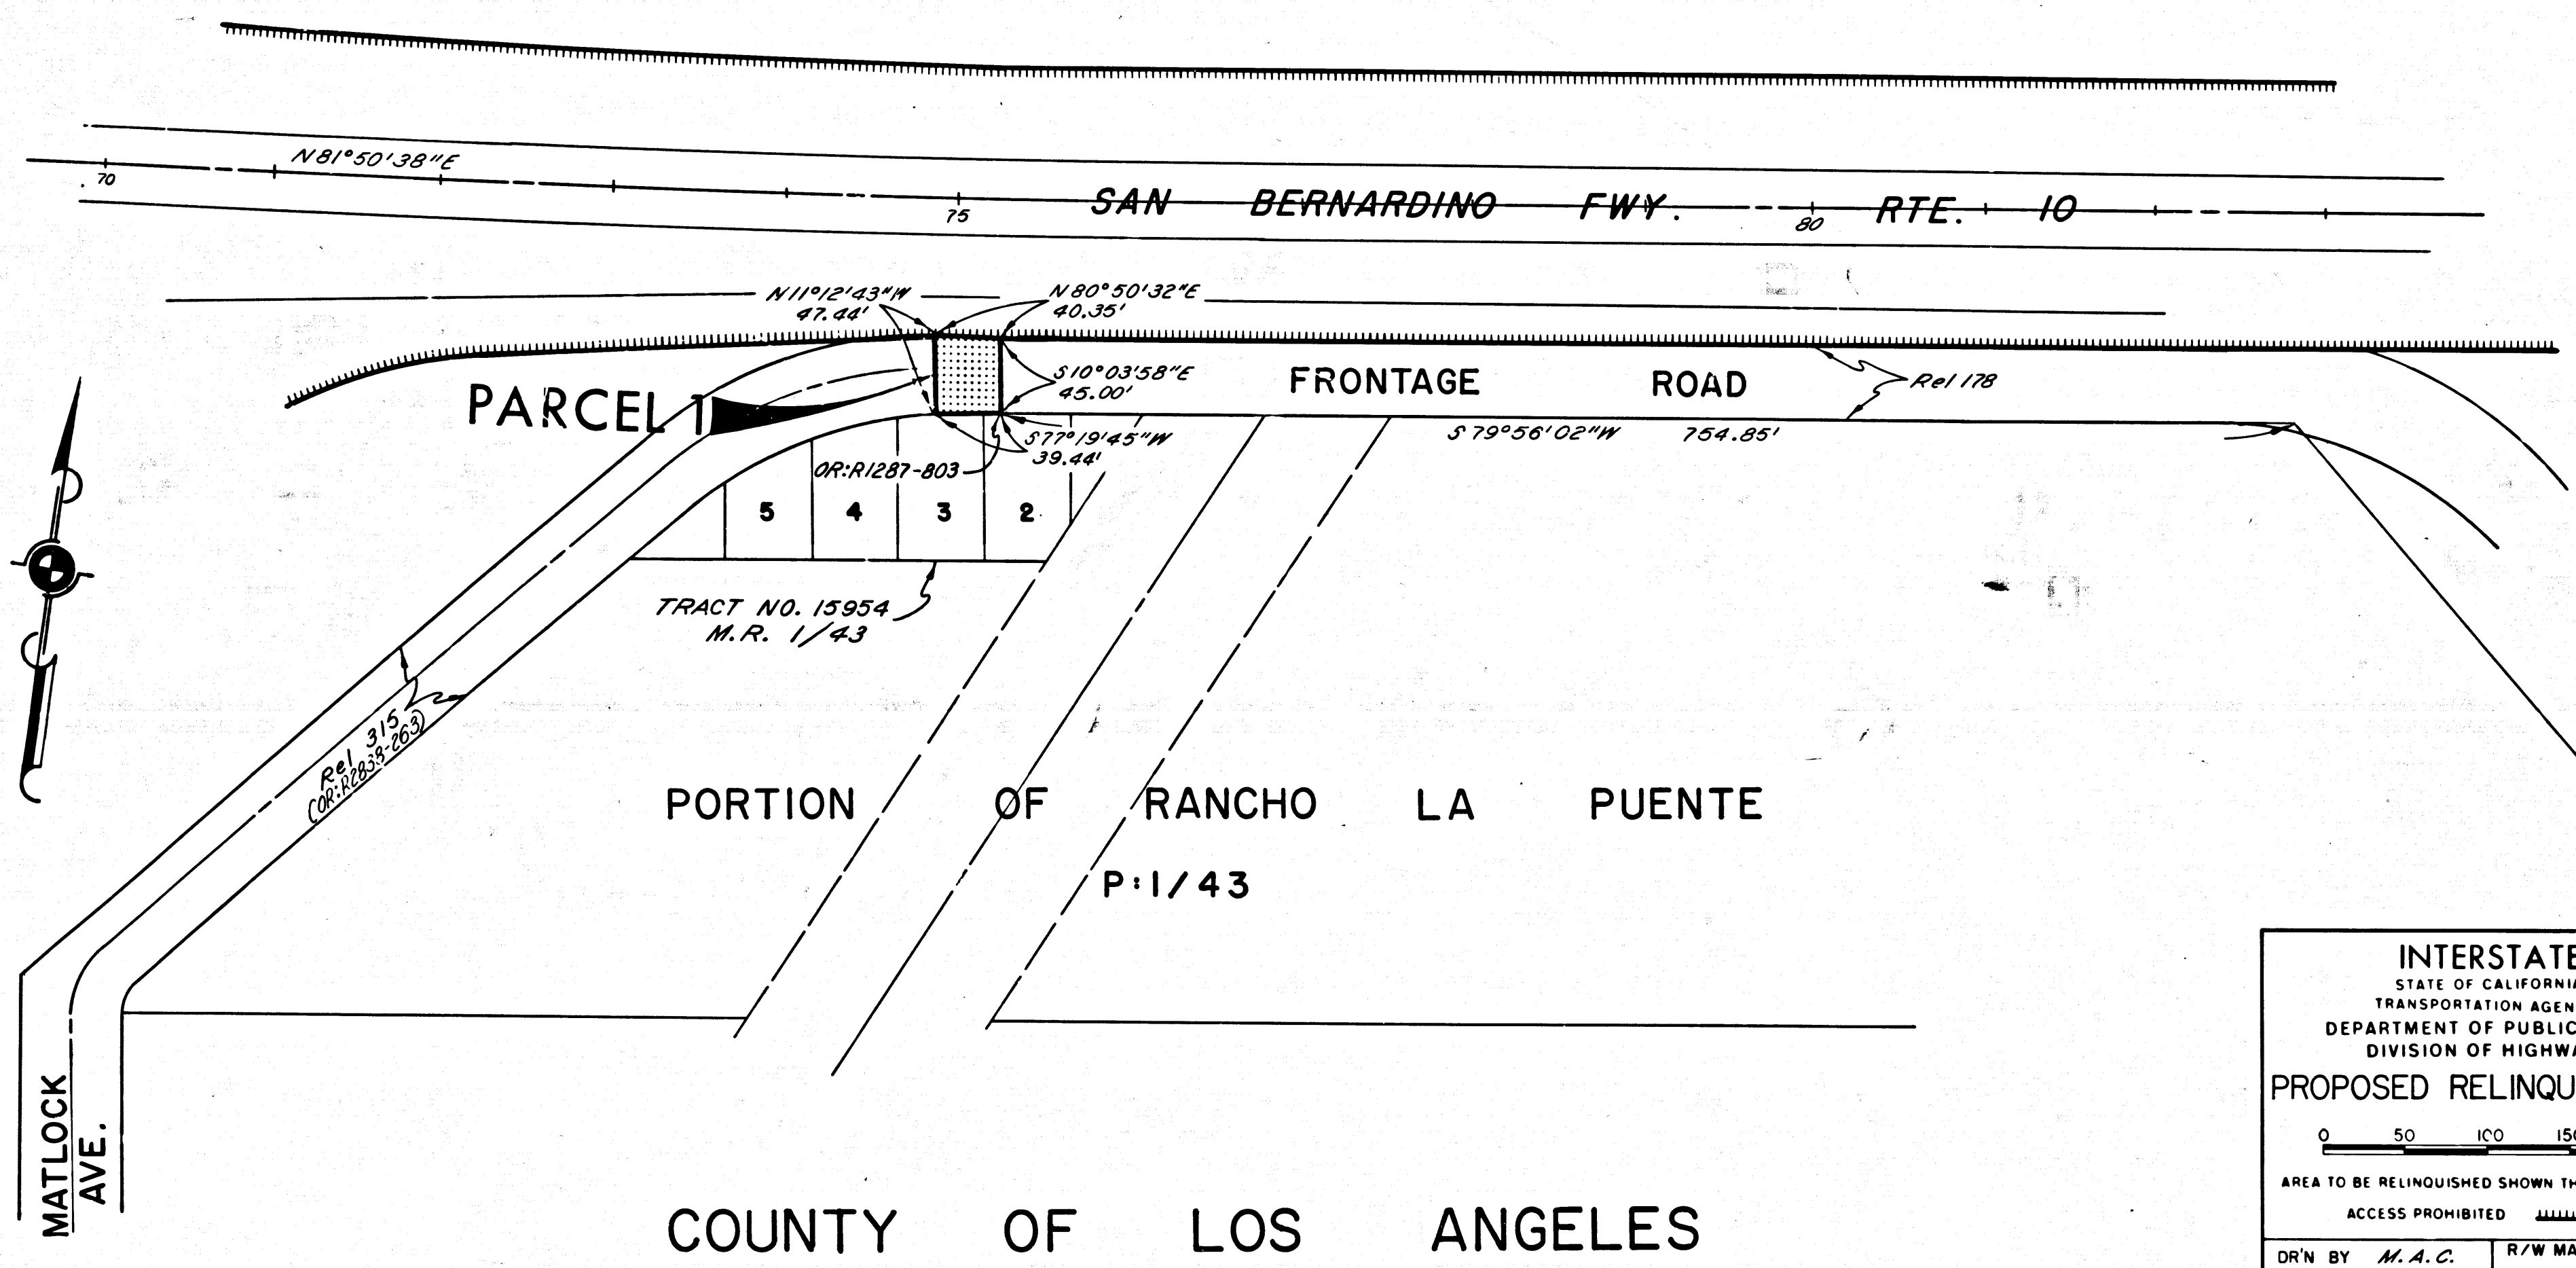 N81°50'38"E
70
75
SAN BERNARDINO FWY. RTE. 10
80
N11°12'43"W
47.44'
N80°50'32"E
40.35'
PARCEL 1
S10°03'58"E
45.00'
FRONTAGE ROAD
Rel 178
S77°19'45"W
39.44'
S79°56'02"W 754.85'
OR:R1287-803
5 4 3 2
TRACT NO. 15954
M.R. 1/43
Rel 315
(OR:R2838-263)
PORTION OF RANCHO LA PUENTE
P:1/43
MATLOCK
AVE.
COUNTY OF LOS ANGELES
INTERSTATE
STATE OF CALIFORNIA
TRANSPORTATION AGEN
DEPARTMENT OF PUBLIC
DIVISION OF HIGHWA
PROPOSED RELINQU
0 50 100 150
AREA TO BE RELINQUISHED SHOWN TH
ACCESS PROHIBITED
DR'N BY M.A.C.
R/W MA